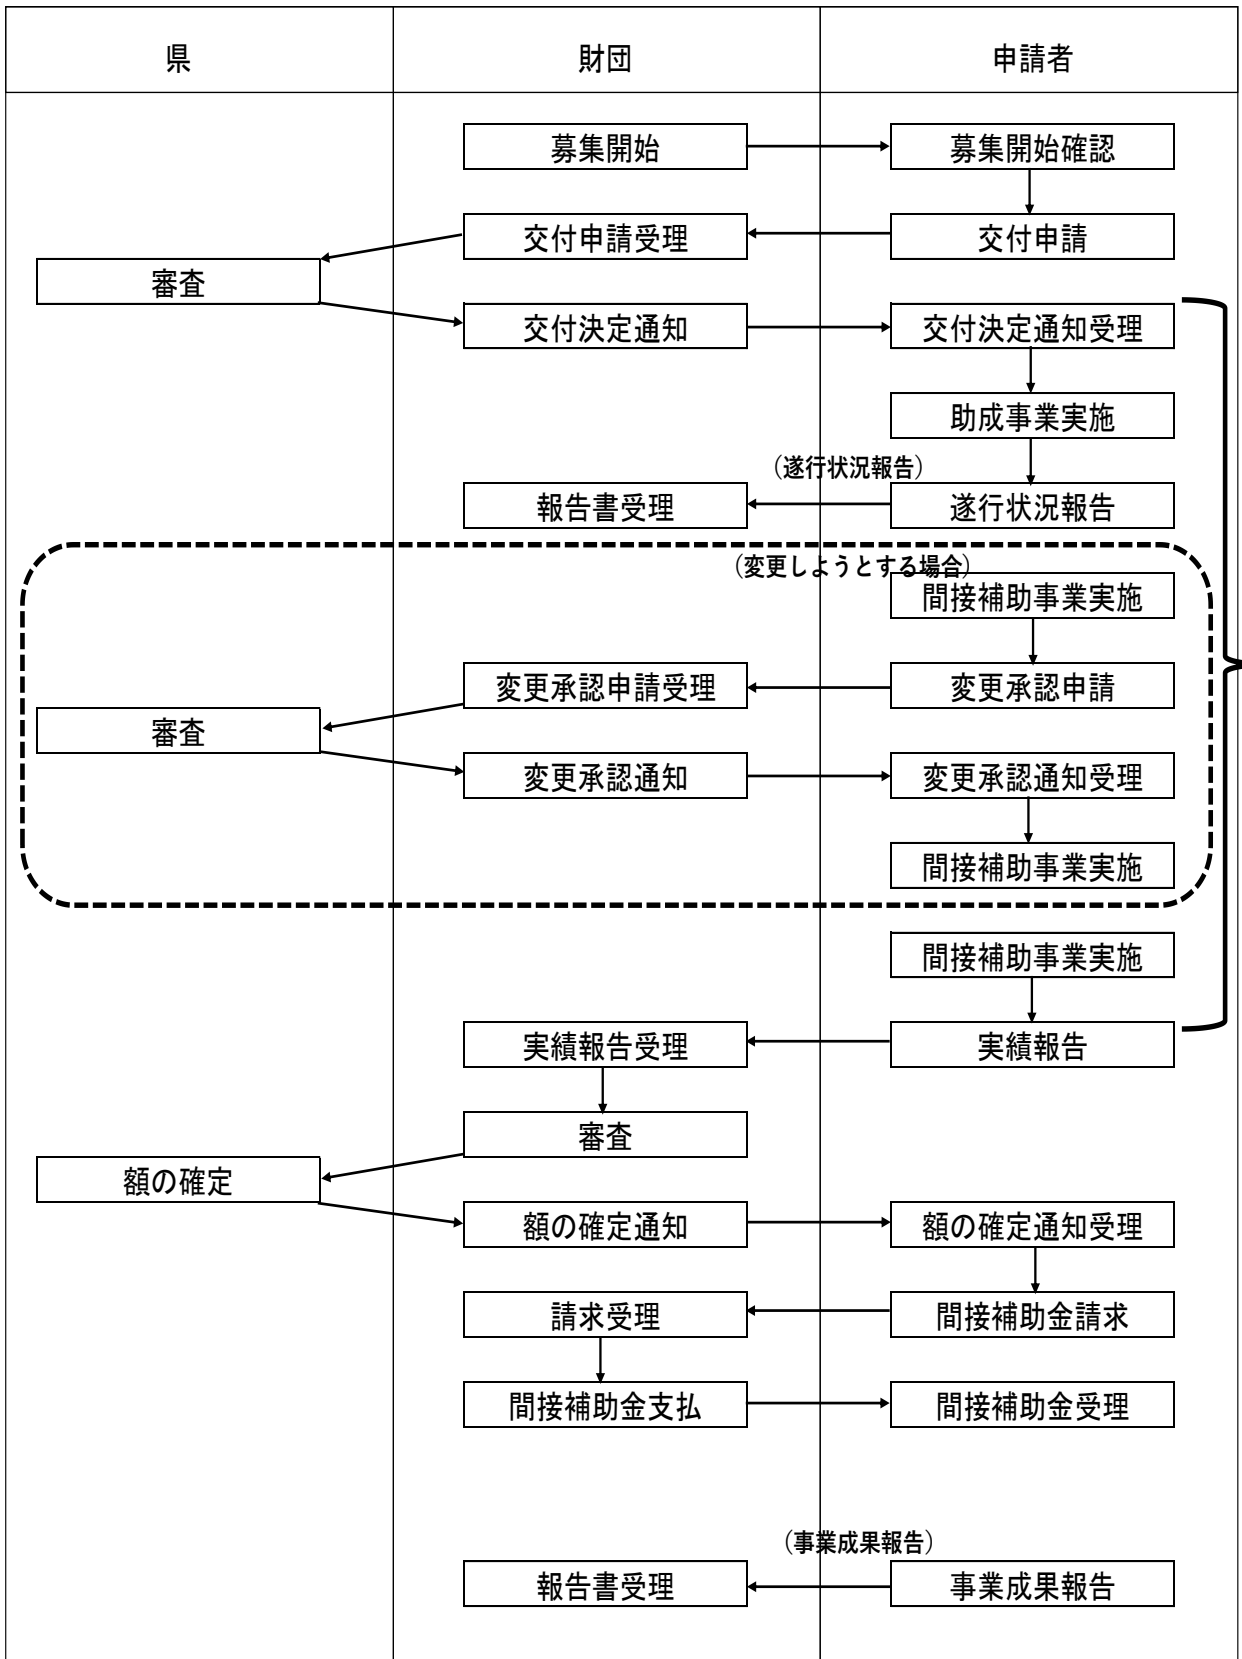 県
財団
申請者
募集開始
募集開始確認
交付申請受理
交付申請
審査
交付決定通知
交付決定通知受理
助成事業実施
（遂行状況報告）
報告書受理
遂行状況報告
（変更しようとする場合）
間接補助事業実施
変更承認申請受理
変更承認申請
審査
変更承認通知
変更承認通知受理
間接補助事業実施
間接補助事業実施
実績報告受理
実績報告
審査
額の確定
額の確定通知
額の確定通知受理
請求受理
間接補助金請求
間接補助金支払
間接補助金受理
（事業成果報告）
報告書受理
事業成果報告